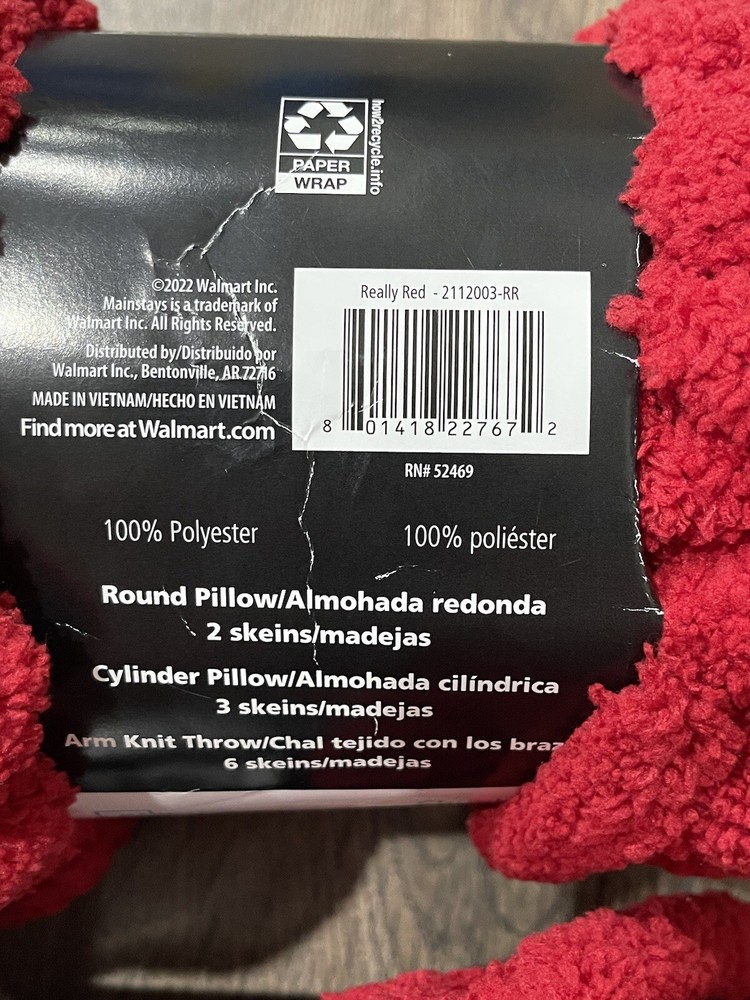 how2recycle.info
PAPER
WRAP
©2022 Walmart Inc.
Mainstays is a trademark of
Walmart Inc. All Rights Reserved.
Distributed by/Distribuido por
Walmart Inc., Bentonville, AR 72716
MADE IN VIETNAM/HECHO EN VIETNÁM
Find more at Walmart.com
Really Red - 2112003-RR
8 01418 22767 2
RN# 52469
100% Polyester
100% poliéster
Round Pillow/Almohada redonda
2 skeins/madejas
Cylinder Pillow/Almohada cilíndrica
3 skeins/madejas
Arm Knit Throw/Chal tejido con los braz
6 skeins/madejas